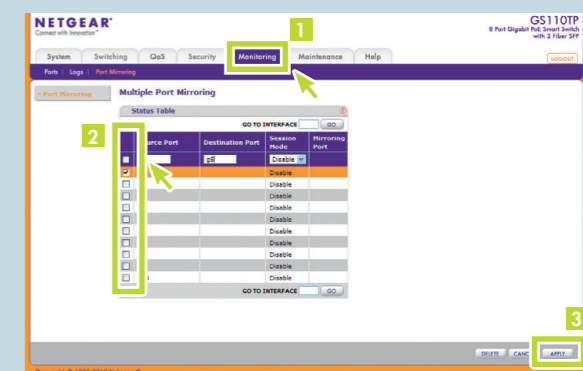 NETGEAR®
Connect with Innovation™
GS110TP
8 Port Gigabit PoE Smart Switch
with 2 Fiber SFP
1
System Switching QoS Security Monitoring Maintenance Help
LOGOUT
Ports Logs Port Mirroring
Port Mirroring
Multiple Port Mirroring
Status Table
GO TO INTERFACE GO
2
Destination Port Session Mode Mirroring Port
g8 Disable
Disable
Disable
Disable
Disable
Disable
Disable
Disable
Disable
Disable
Disable
GO TO INTERFACE GO
3
DELETE APPLY